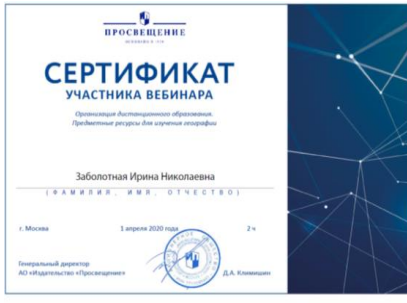 ПРОСВЕЩЕНИЕ
СЕРТИФИКАТ
УЧАСТНИКА ВЕБИНАРА
Организация дистанционного образования.
Предметные ресурсы для изучения географии
Заболотная Ирина Николаевна
( ФАМИЛИЯ, ИМЯ, ОТЧЕСТВО )
г. Москва 1 апреля 2020 года 2 ч
Генеральный директор
АО «Издательство «Просвещение» Д.А. Климишин